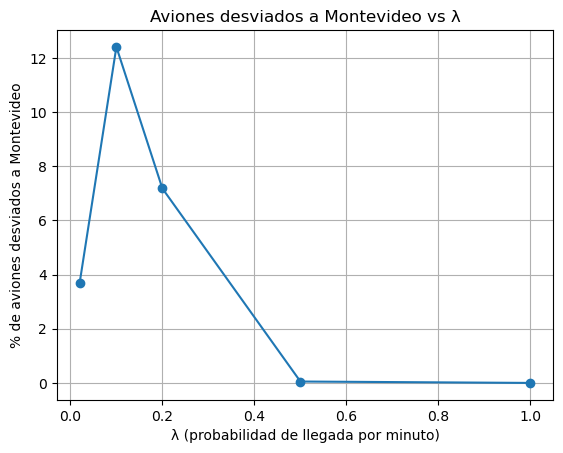 Aviones desviados a Montevideo vs λ
% de aviones desviados a Montevideo
12
10
8
6
4
2
0
0.0 0.2 0.4 0.6 0.8 1.0
λ (probabilidad de llegada por minuto)